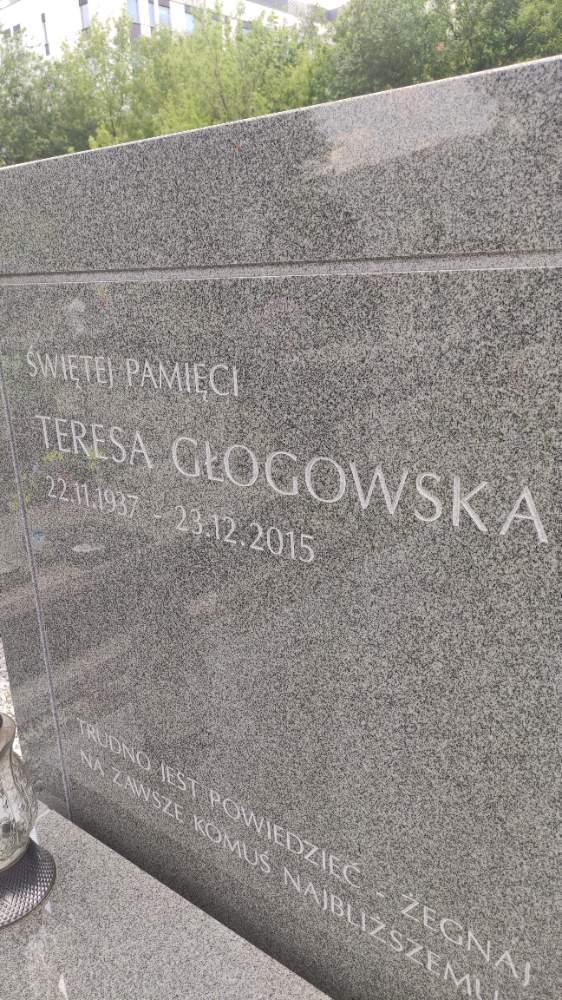 ŚWIĘTEJ PAMIĘCI
TERESA GŁOGOWSKA
22.11.1937 - 23.12.2015
TRUDNO JEST POWIEDZIEĆ - ŻEGNAJ
NA ZAWSZE KOMUŚ NAJBLIŻSZEMU